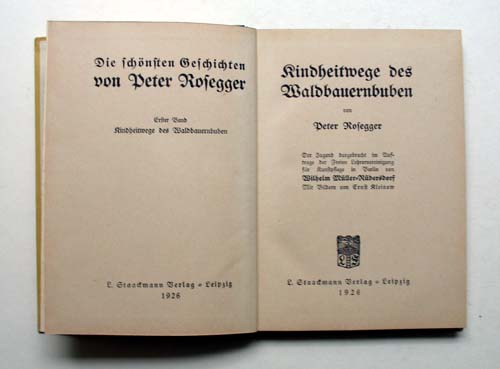 Die schönsten Geschichten
von Peter Rosegger
Erster Band
Kindheitwege des Waldbauernbuben
L. Staackmann Verlag * Leipzig
1926
Kindheitwege des
Waldbauernbuben
von
Peter Rosegger
Der Jugend dargebracht im Auf-
trage der Freien Lehrervereinigung
für Kunstpflege in Berlin von
Wilhelm Müller-Rüdersdorf
Mit Bildern von Ernst
L St
L. Staackmann Verlag * Leipzig
1926